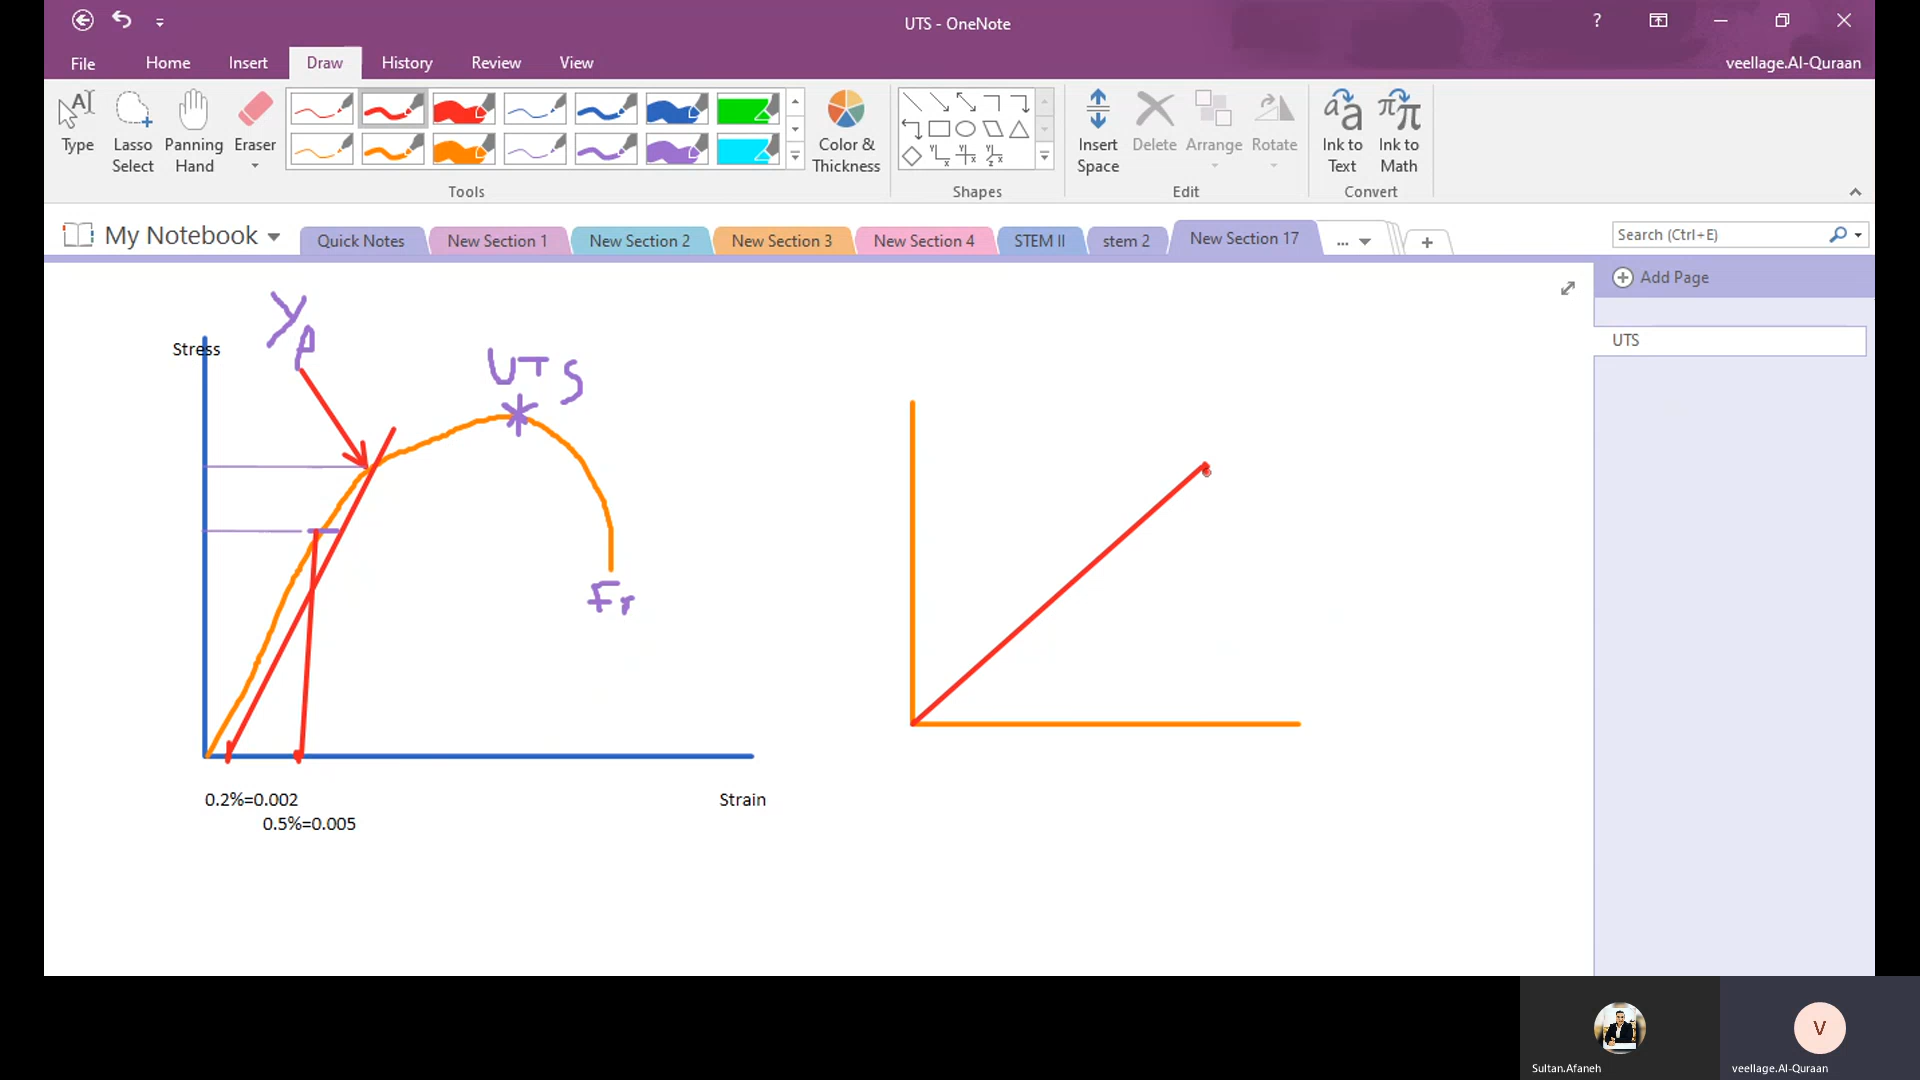 UTS - OneNote
?
veellage.Al-Quraan
File Home Insert Draw History Review View
Type
Lasso Select
Panning Hand
Eraser
Color & Thickness
Insert Space
Delete
Arrange
Rotate
Ink to Text
Ink to Math
Tools
Shapes
Edit
Convert
My Notebook
Quick Notes
New Section 1
New Section 2
New Section 3
New Section 4
STEM II
stem 2
New Section 17
...
Search (Ctrl+E)
Add Page
UTS
Yp
Stress
UTS
Fr
0.2%=0.002
Strain
0.5%=0.005
V
Sultan.Afaneh
veellage.Al-Quraan